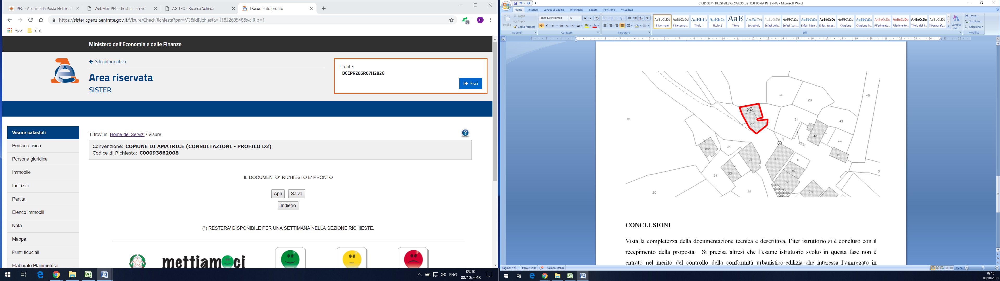 PEC - Acquista la Posta Elettronic
WebMail PEC - Posta in arrivo
AGITEC - Ricerca Scheda
Documento pronto
https://sister.agenziaentrate.gov.it/Visure/CheckRichiesta?par=VC&idRichiesta=1182269548&valRip=1
0
P
App
sirs
Ministero dell'Economia e delle Finanze
Sito informativo
Area riservata
SISTER
Utente:
BCCPRZ86R67H282G
Esci
Visure catastali
Persona fisica
Persona giuridica
Immobile
Indirizzo
Partita
Elenco immobili
Nota
Mappa
Punti fiduciali
Elaborato Planimetrico
Ti trovi in: Home dei Servizi / Visure
?
Convenzione: COMUNE DI AMATRICE (CONSULTAZIONI - PROFILO D2)
Codice di Richiesta: C00093862008
IL DOCUMENTO* RICHIESTO E' PRONTO
Apri Salva
Indietro
(*) RESTERA' DISPONIBILE PER UNA SETTIMANA NELLA SEZIONE RICHIESTE.
mettiamoci
ENG
09:10
08/10/2018
01_ID 3571 TILESI SILVIO_CAROSI_ISTRUTTORIA INTERNA - Microsoft Word
Home Inserisci Layout di pagina Riferimenti Lettere Revisione Visualizza
Incolla
Taglia
Copia
Copia formato
Appunti
Times New Roman 12
Carattere
Paragrafo
AaBbCcDd AaBbCcDd AaBbCc AaBbCc AaB AaBbCc AaBbCcDd AaBbCcDd AaBbCcDd AaBbCcDc AaBbCcDd AaBbCcDd AaBbCcDd AaBbCcDd AaBbCcDd AaBbCcDd
¶ Normale ¶ Nessuna ... Titolo 1 Titolo 2 Titolo Sottotitolo Enfasi delic... Enfasi (cors... Enfasi inten... Enfasi (gras... Citazione Citazione in... Riferimento... Riferimento... Titolo del li... ¶ Paragrafo...
Cambia stili
Stili
Trova
Sostituisci
Seleziona
Modifica
46
28
29
26
21
31
43
27
1
42
566
44
450
25
45
32
37
41
33
40
34
39
20
35
74
CONCLUSIONI
Vista la completezza della documentazione tecnica e descrittiva, l'iter istruttorio si è concluso con il
recepimento della proposta. Si precisa altresì che l'esame istruttorio svolto in questa fase non è
entrato nel merito del controllo della conformità urbanistico-edilizia che interessa l'aggregato in
Pagina: 2 di 3 Parole: 290 Italiano (Italia)
150%
09:10
08/10/2018